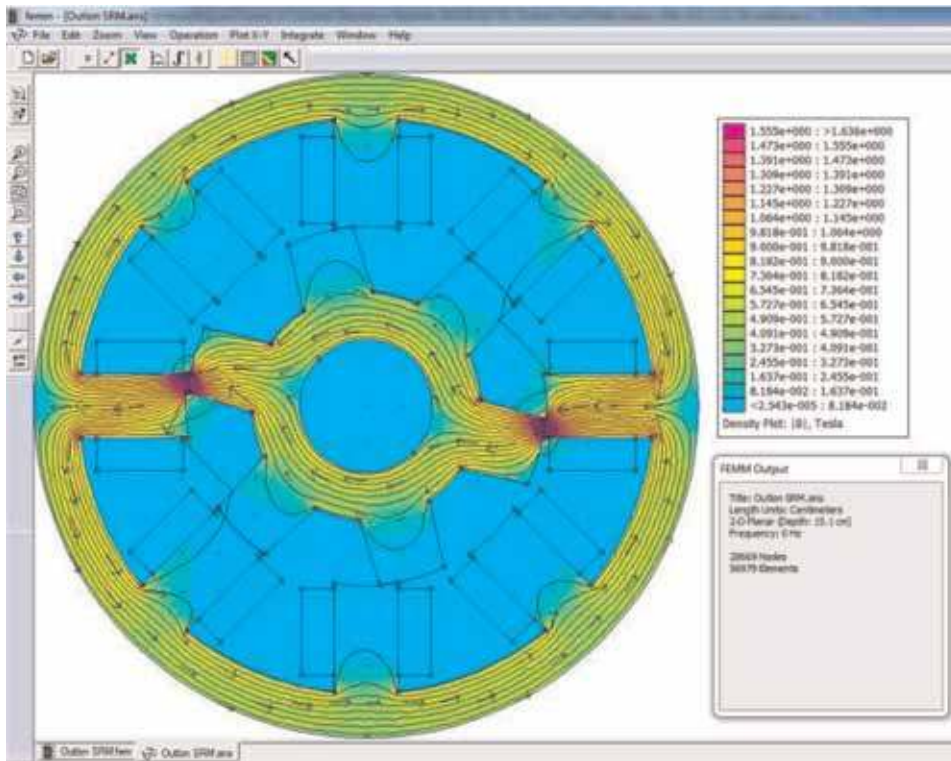 femm - [Outlon SRM.ans]
File Edit Zoom View Operation Plot X-Y Integrate Window Help
1.555e+000 : >1.636e+000
1.473e+000 : 1.555e+000
1.391e+000 : 1.473e+000
1.309e+000 : 1.391e+000
1.227e+000 : 1.309e+000
1.145e+000 : 1.227e+000
1.064e+000 : 1.145e+000
9.818e-001 : 1.064e+000
9.000e-001 : 9.818e-001
8.182e-001 : 9.000e-001
7.364e-001 : 8.182e-001
6.545e-001 : 7.364e-001
5.727e-001 : 6.545e-001
4.909e-001 : 5.727e-001
4.091e-001 : 4.909e-001
3.273e-001 : 4.091e-001
2.455e-001 : 3.273e-001
1.637e-001 : 2.455e-001
8.184e-002 : 1.637e-001
<2.343e-005 : 8.184e-002
Density Plot: |B|, Tesla
FEMM Output
Title: Outlon SRM.ans
Length Units: Centimeters
2-D Planar (Depth: 15.1 cm)
Frequency: 0 Hz
28669 Nodes
56979 Elements
Outlon SRM.fem Outlon SRM.ans